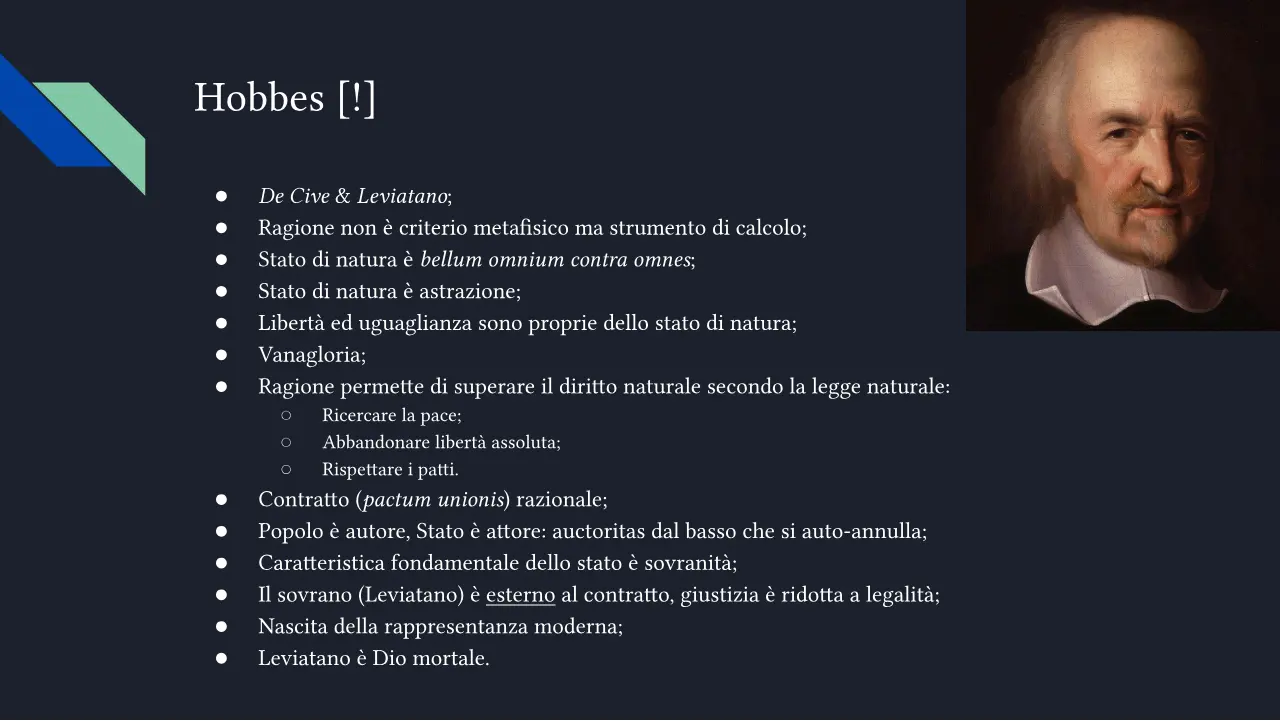 Hobbes [!]
● De Cive & Leviatano;
● Ragione non è criterio metafisico ma strumento di calcolo;
● Stato di natura è bellum omnium contra omnes;
● Stato di natura è astrazione;
● Libertà ed uguaglianza sono proprie dello stato di natura;
● Vanagloria;
● Ragione permette di superare il diritto naturale secondo la legge naturale:
○ Ricercare la pace;
○ Abbandonare libertà assoluta;
○ Rispettare i patti.
● Contratto (pactum unionis) razionale;
● Popolo è autore, Stato è attore: auctoritas dal basso che si auto-annulla;
● Caratteristica fondamentale dello stato è sovranità;
● Il sovrano (Leviatano) è esterno al contratto, giustizia è ridotta a legalità;
● Nascita della rappresentanza moderna;
● Leviatano è Dio mortale.